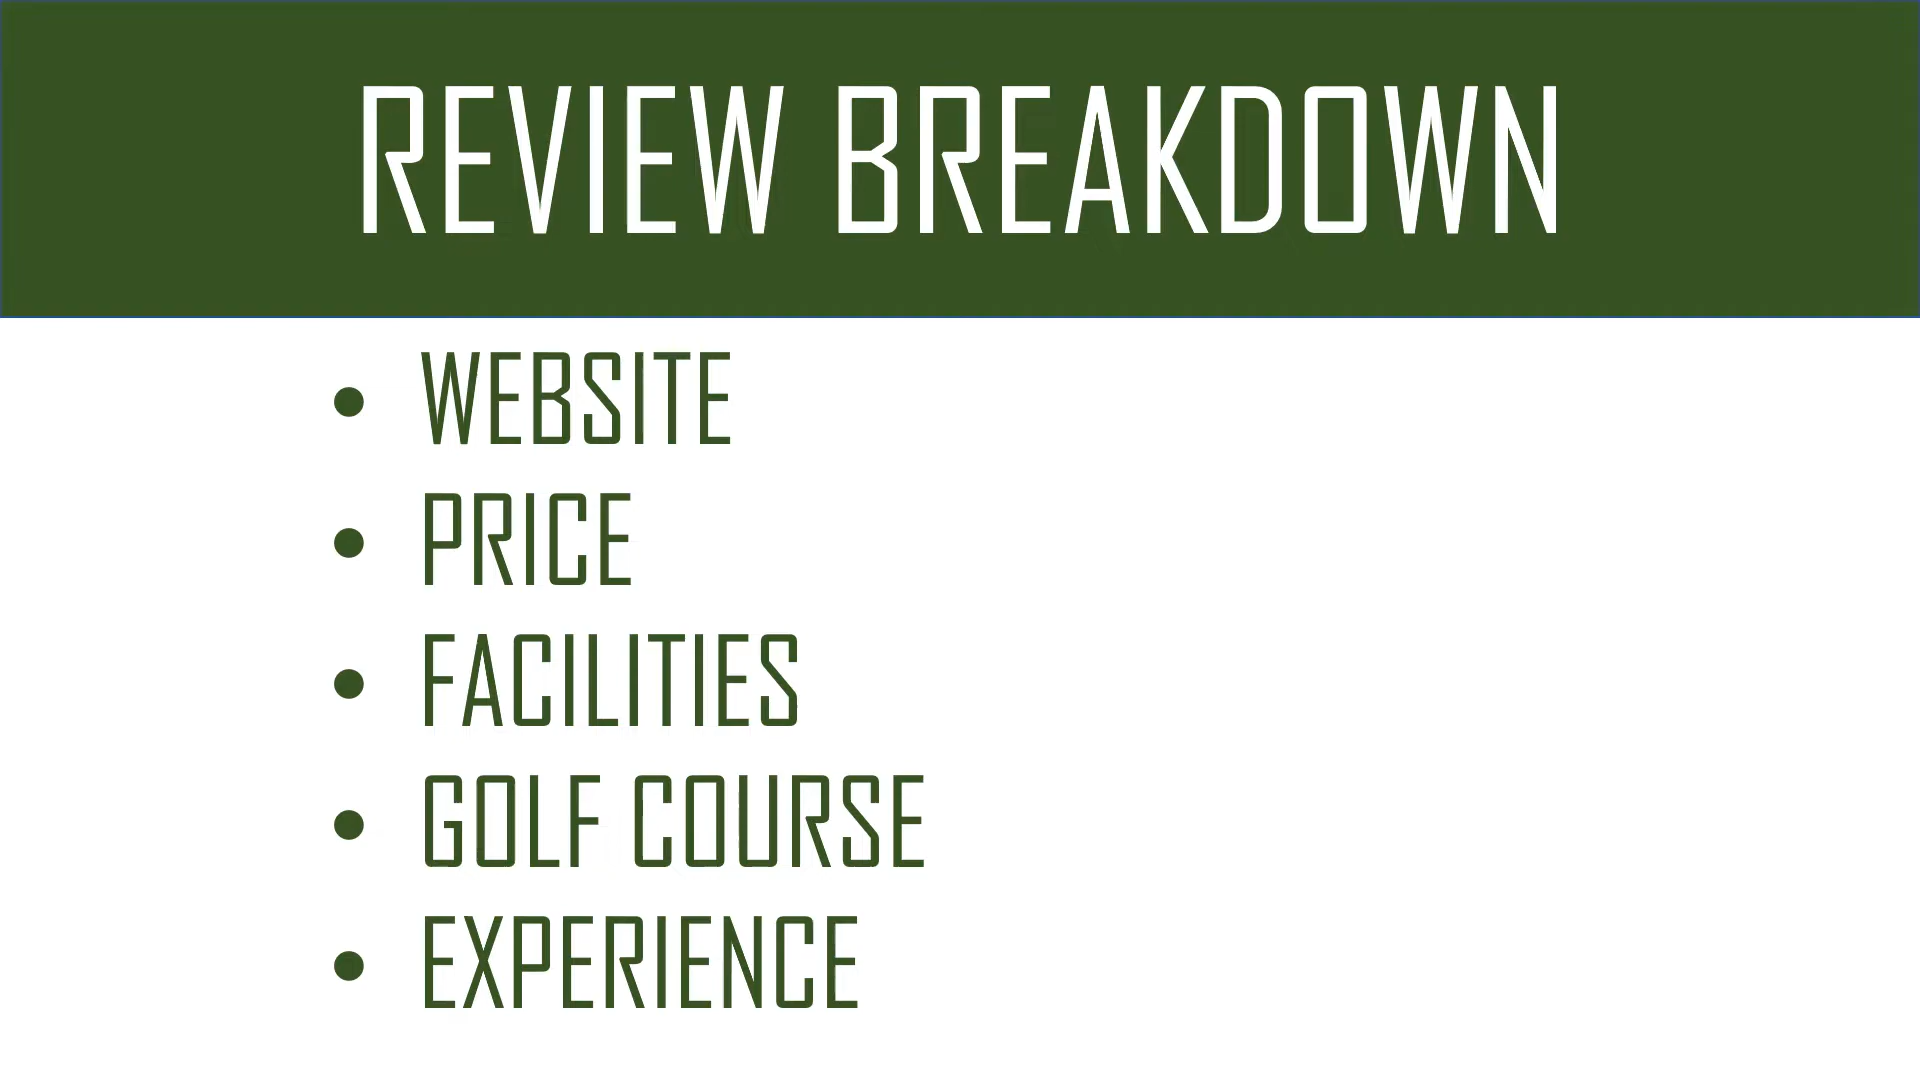 REVIEW BREAKDOWN
• WEBSITE
• PRICE
• FACILITIES
• GOLF COURSE
• EXPERIENCE